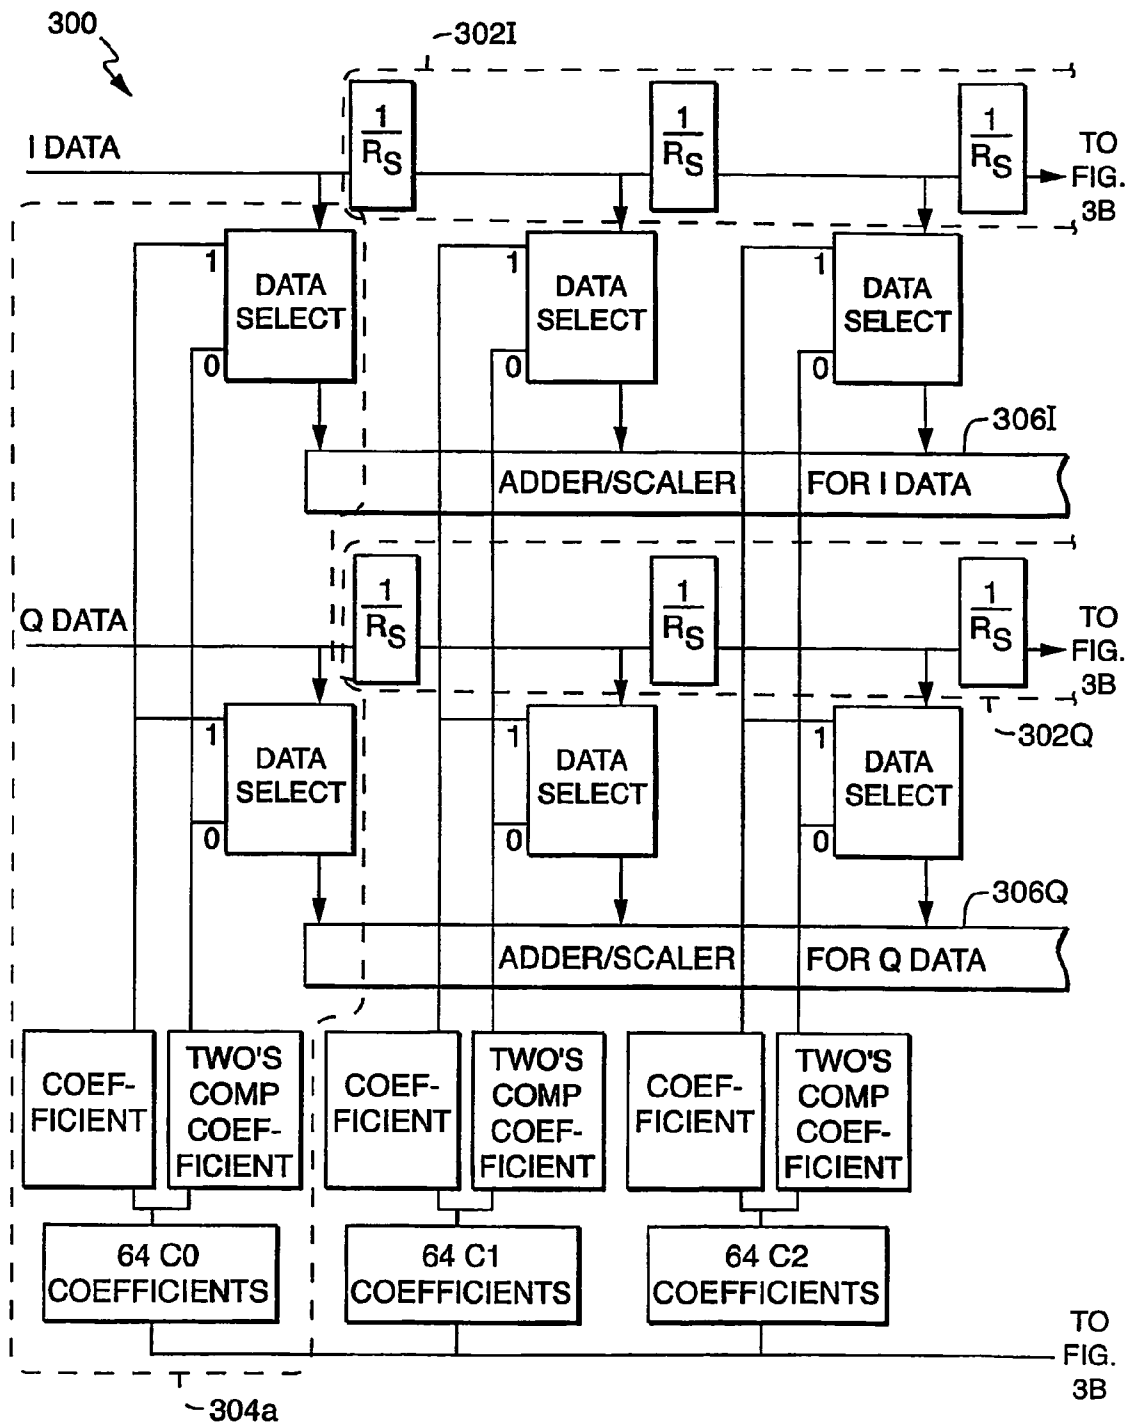 300
302I
I DATA
1
RS
1
RS
1
RS
TO
FIG.
3B
1
DATA
SELECT
0
1
DATA
SELECT
0
1
DATA
SELECT
0
306I
ADDER/SCALER FOR I DATA
Q DATA
1
RS
1
RS
1
RS
TO
FIG.
3B
302Q
1
DATA
SELECT
0
1
DATA
SELECT
0
1
DATA
SELECT
0
306Q
ADDER/SCALER FOR Q DATA
COEF-
FICIENT
TWO'S
COMP
COEF-
FICIENT
COEF-
FICIENT
TWO'S
COMP
COEF-
FICIENT
COEF-
FICIENT
TWO'S
COMP
COEF-
FICIENT
64 C0
COEFFICIENTS
64 C1
COEFFICIENTS
64 C2
COEFFICIENTS
TO
FIG.
3B
304a